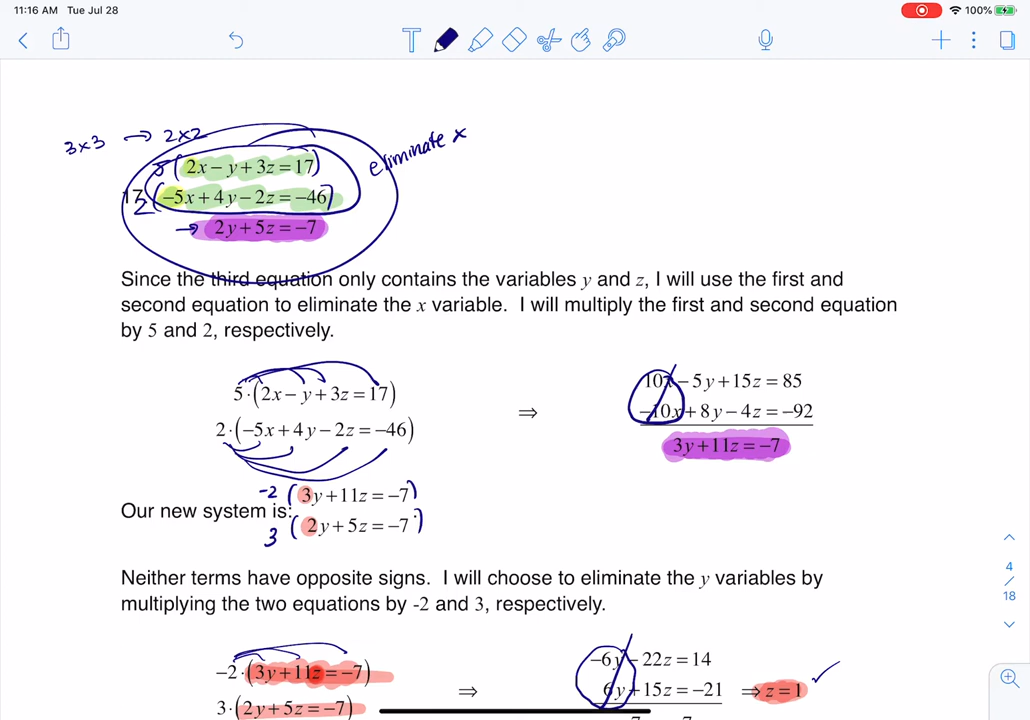 11:16 AM Tue Jul 28
100%
3x3 → 2x2
5(2x − y + 3z = 17)
eliminate x
2(−5x + 4y − 2z = −46)
→ 2y + 5z = −7
Since the third equation only contains the variables y and z, I will use the first and
second equation to eliminate the x variable. I will multiply the first and second equation
by 5 and 2, respectively.
5·(2x − y + 3z = 17)
2·(−5x + 4y − 2z = −46)
⇒
10x − 5y + 15z = 85
−10x + 8y − 4z = −92
3y + 11z = −7
-2 (3y + 11z = −7)
Our new system is:
3 (2y + 5z = −7)
4
/
18
Neither terms have opposite signs. I will choose to eliminate the y variables by
multiplying the two equations by -2 and 3, respectively.
−2·(3y + 11z = −7)
3·(2y + 5z = −7)
⇒
−6y − 22z = 14
6y + 15z = −21
⇒ z = 1